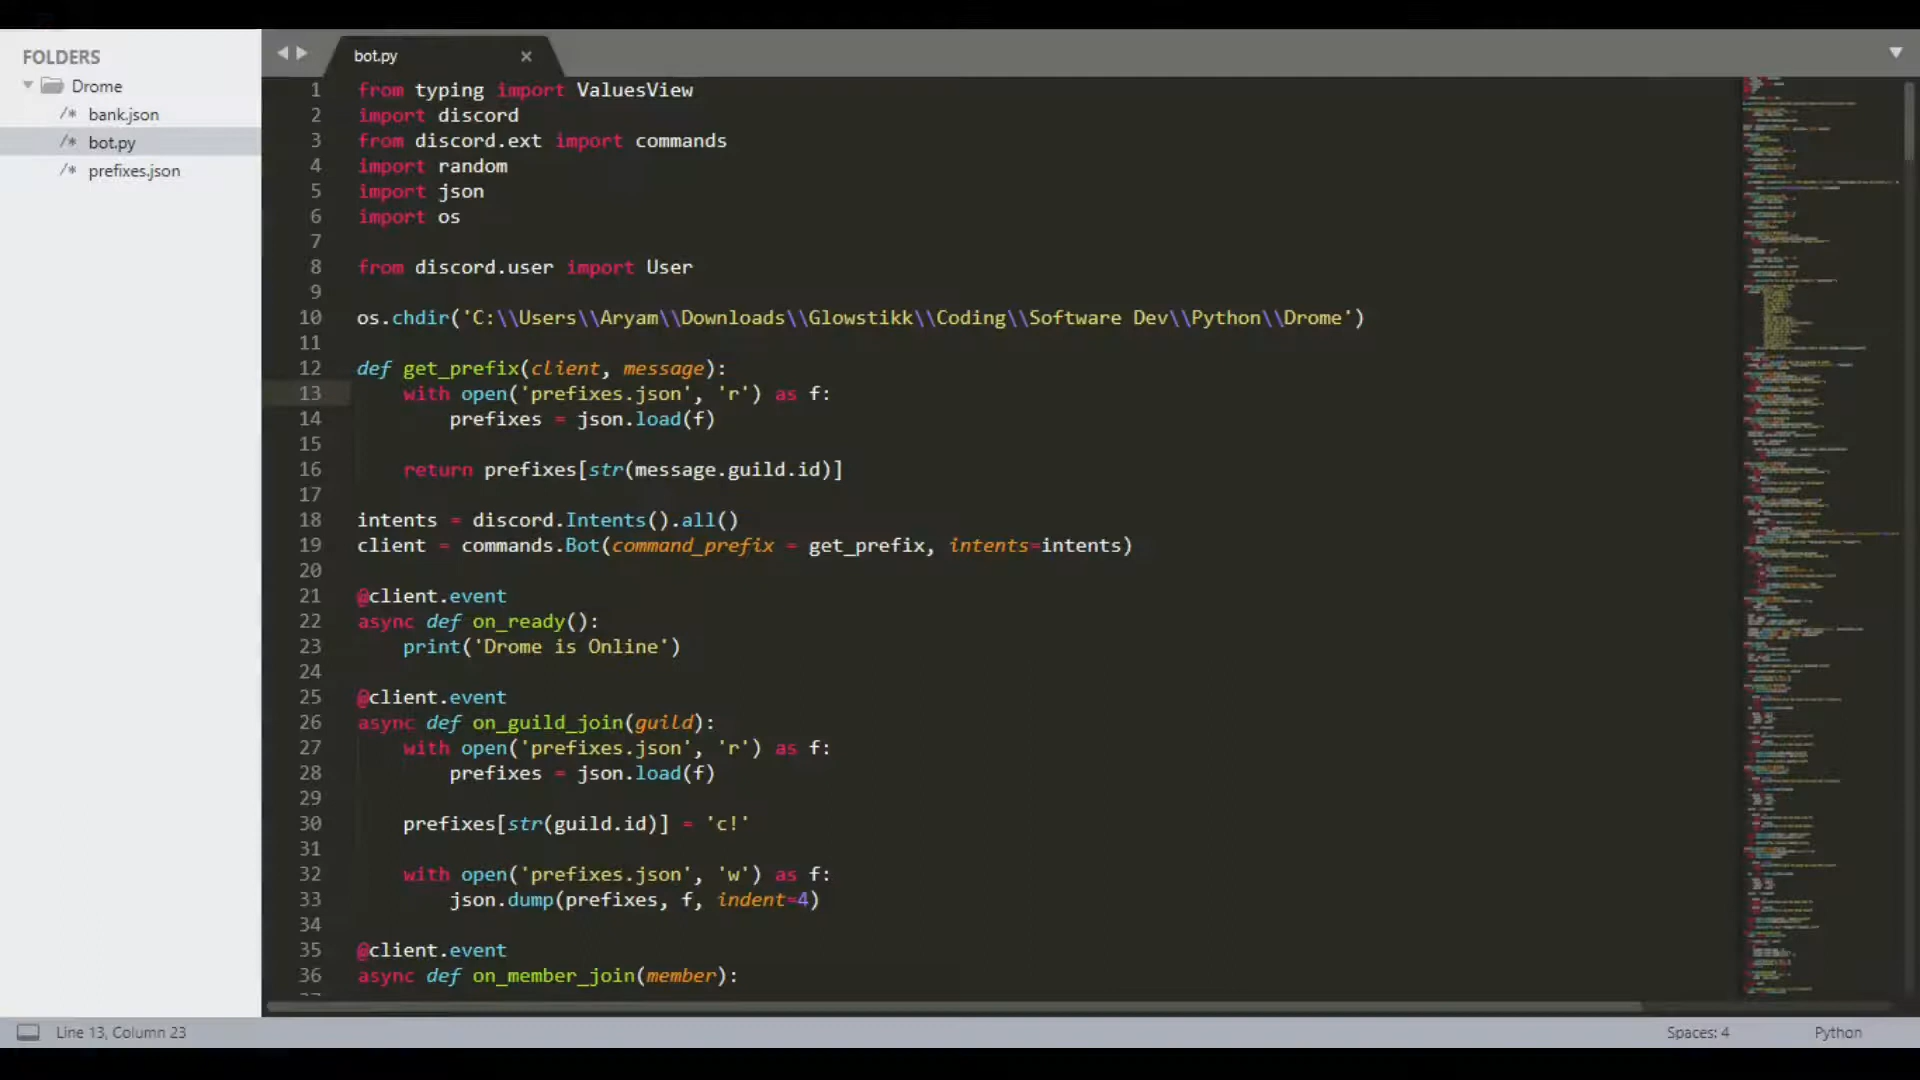 FOLDERS
Drome
/* bank.json
/* bot.py
/* prefixes.json
bot.py ×
1 from typing import ValuesView
2 import discord
3 from discord.ext import commands
4 import random
5 import json
6 import os
7
8 from discord.user import User
9
10 os.chdir('C:\\Users\\Aryam\\Downloads\\Glowstikk\\Coding\\Software Dev\\Python\\Drome')
11
12 def get_prefix(client, message):
13     with open('prefixes.json', 'r') as f:
14         prefixes = json.load(f)
15
16     return prefixes[str(message.guild.id)]
17
18 intents = discord.Intents().all()
19 client = commands.Bot(command_prefix = get_prefix, intents=intents)
20
21 @client.event
22 async def on_ready():
23     print('Drome is Online')
24
25 @client.event
26 async def on_guild_join(guild):
27     with open('prefixes.json', 'r') as f:
28         prefixes = json.load(f)
29
30     prefixes[str(guild.id)] = 'c!'
31
32     with open('prefixes.json', 'w') as f:
33         json.dump(prefixes, f, indent=4)
34
35 @client.event
36 async def on_member_join(member):
Line 13, Column 23
Spaces: 4
Python